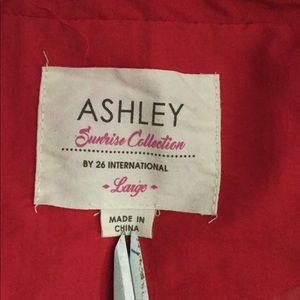 ASHLEY
Sunrise Collection
BY 26 INTERNATIONAL
-Large-
MADE IN
CHINA